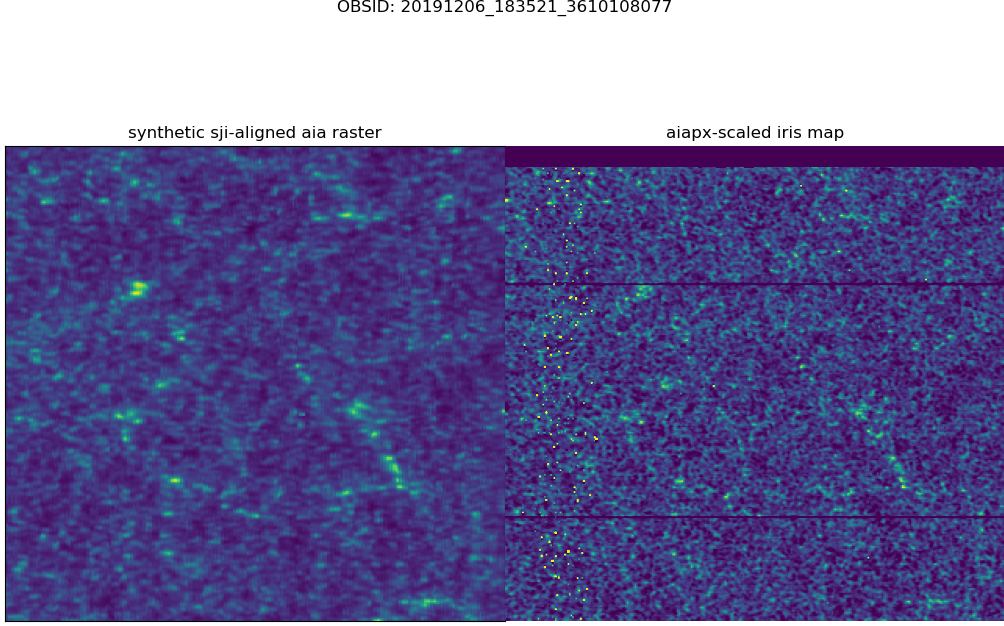 OBSID: 20191206_183521_3610108077
synthetic sji-aligned aia raster
aiapx-scaled iris map